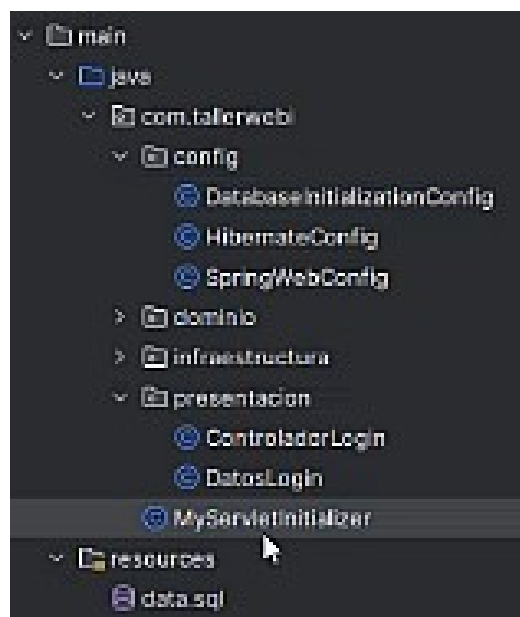 main
java
com.tallerwebi
config
DatabaseInitializationConfig
HibernateConfig
SpringWebConfig
dominio
infraestructura
presentacion
ControladorLogin
DatosLogin
MyServletInitializer
resources
data.sql